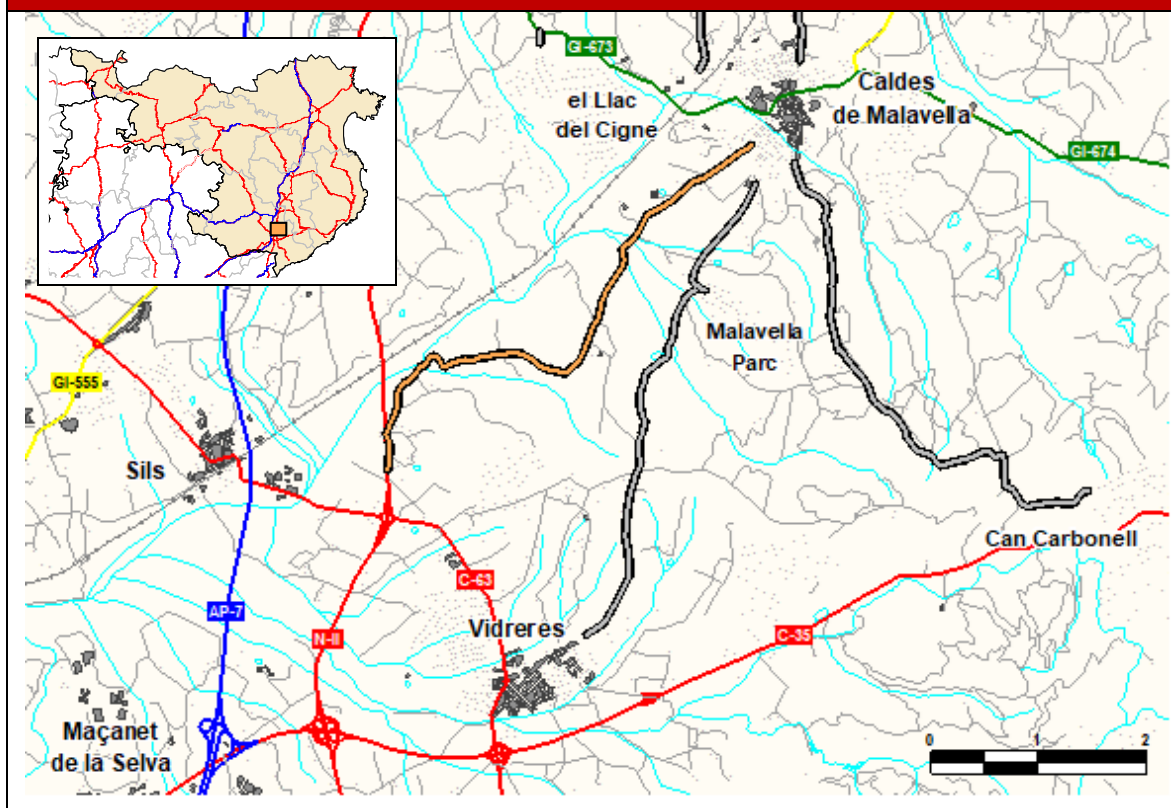 GI-673
el Llac
del Cigne
Caldes
de Malavella
GI-674
Malavella
Parc
GI-555
Sils
Can Carbonell
C-63
AP-7
N-II
Vidreres
C-35
Maçanet
de la Selva
0 1 2